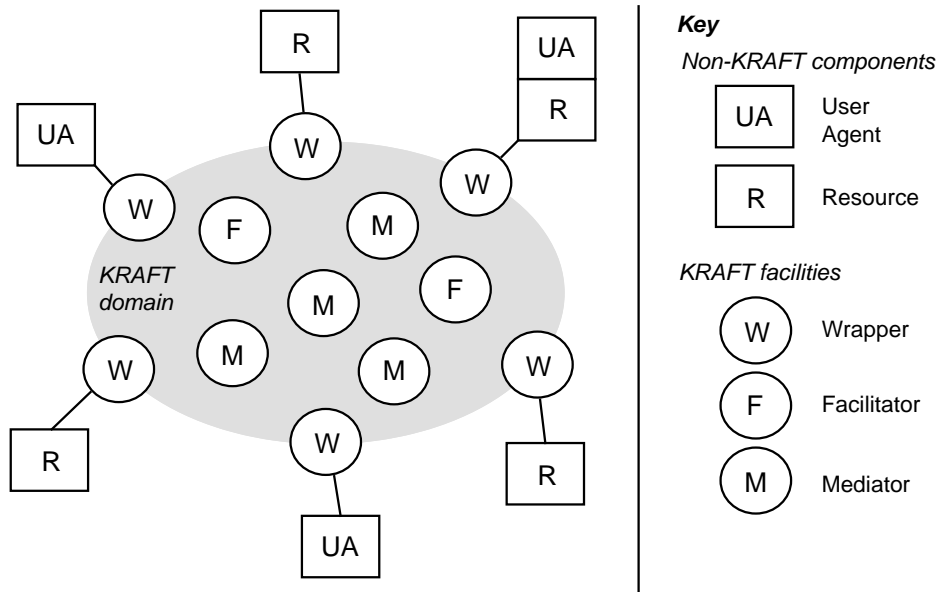 R
UA
R
UA
W
W
W
F
M
KRAFT
domain
M
F
W
M
M
W
W
R
R
UA
Key
Non-KRAFT components
UA
User
Agent
R
Resource
KRAFT facilities
W
Wrapper
F
Facilitator
M
Mediator